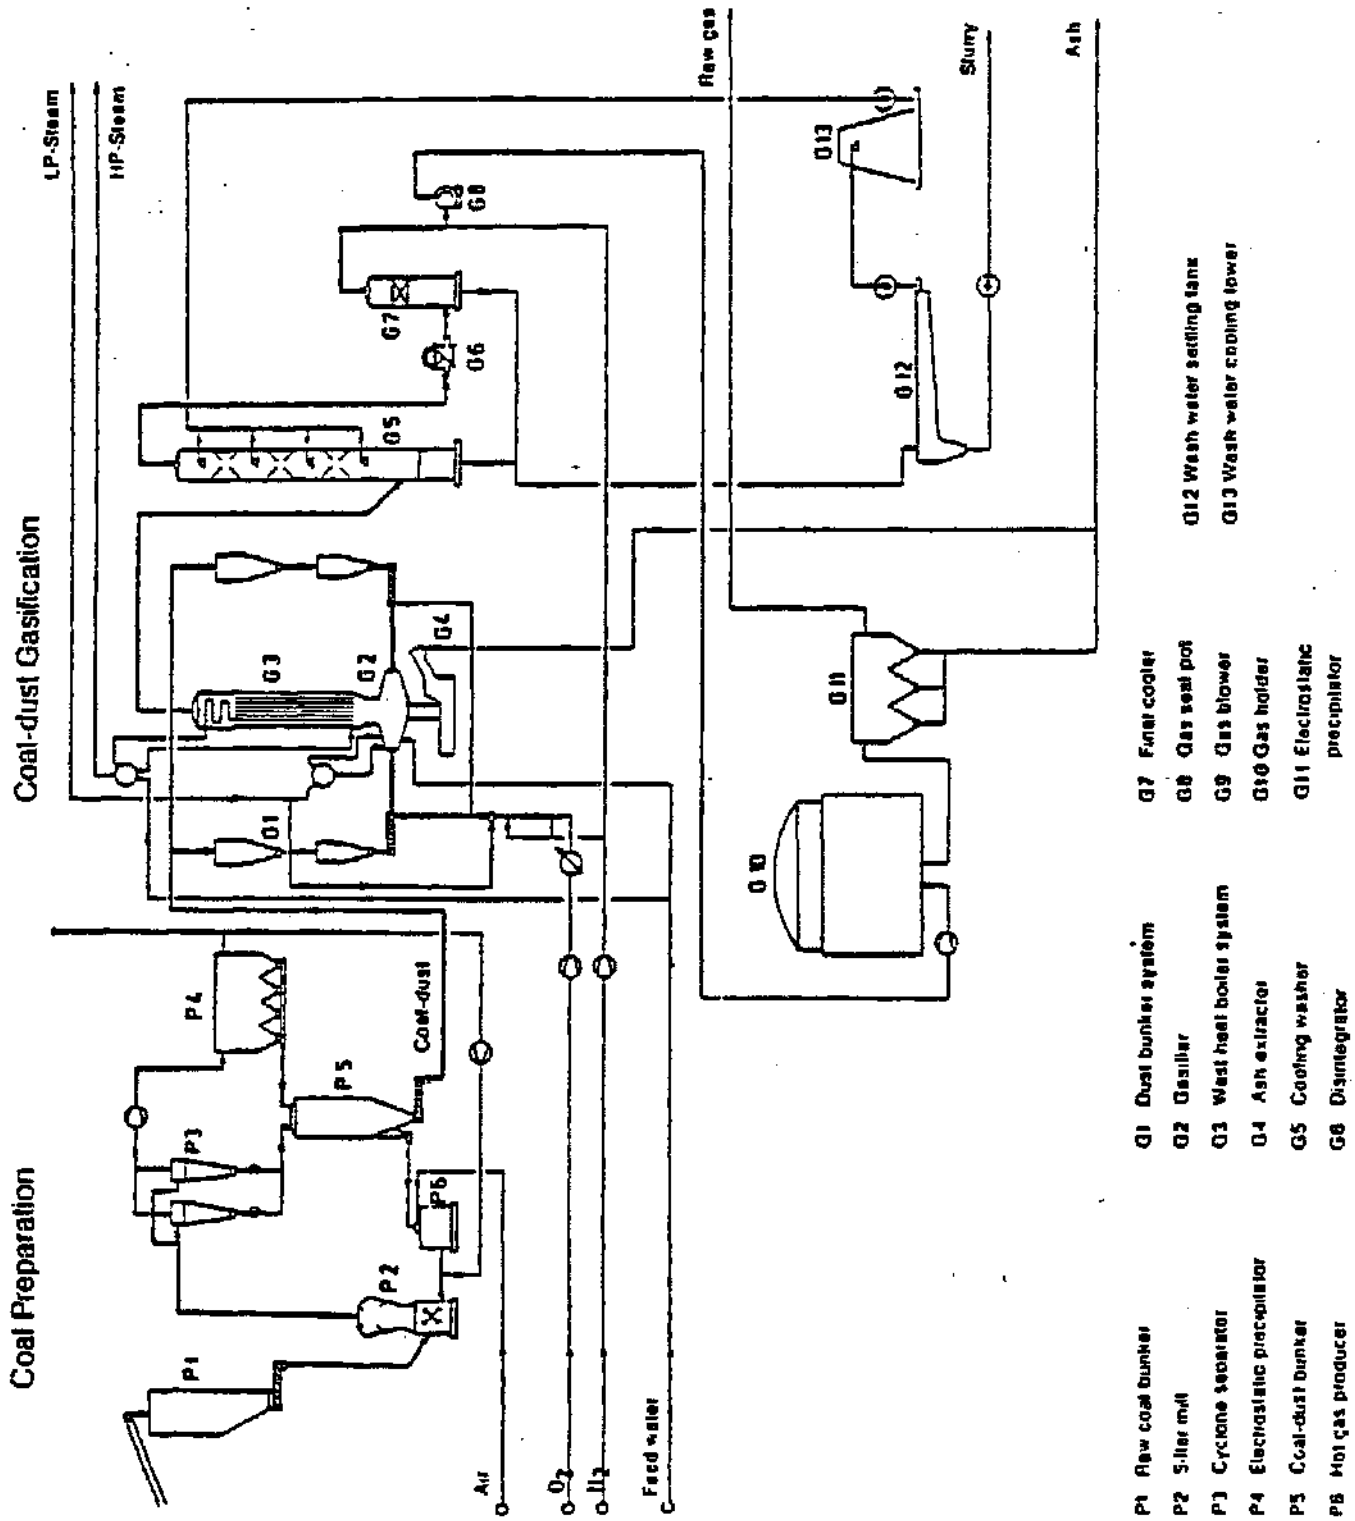 Coal Preparation
Coal-dust Gasification
LP-Steam
HP-Steam
P1
P2
P3
P4
P5
P6
Coal-dust
G1
G2
G3
G4
G5
G6
G7
G8
Raw gas
Slurry
Ash
G10
G11
G12
G13
Air
O2
N2
Feed water
P1 Raw coal bunker
P2 mill
P3 Cyclone separator
P4 Electrostatic precipitator
P5 Coal-dust bunker
P6 Hot gas producer
G1 Dust bunker system
G2 Gasifier
G3 Wast heat boiler system
G4 Ash extractor
G5 Cooling washer
G6 Disintegrator
G7 Final cooler
G8 Gas seal pot
G9 Gas blower
G10 Gas holder
G11 Electrostatic
precipitator
G12 Wash water settling tank
G13 Wash water cooling tower